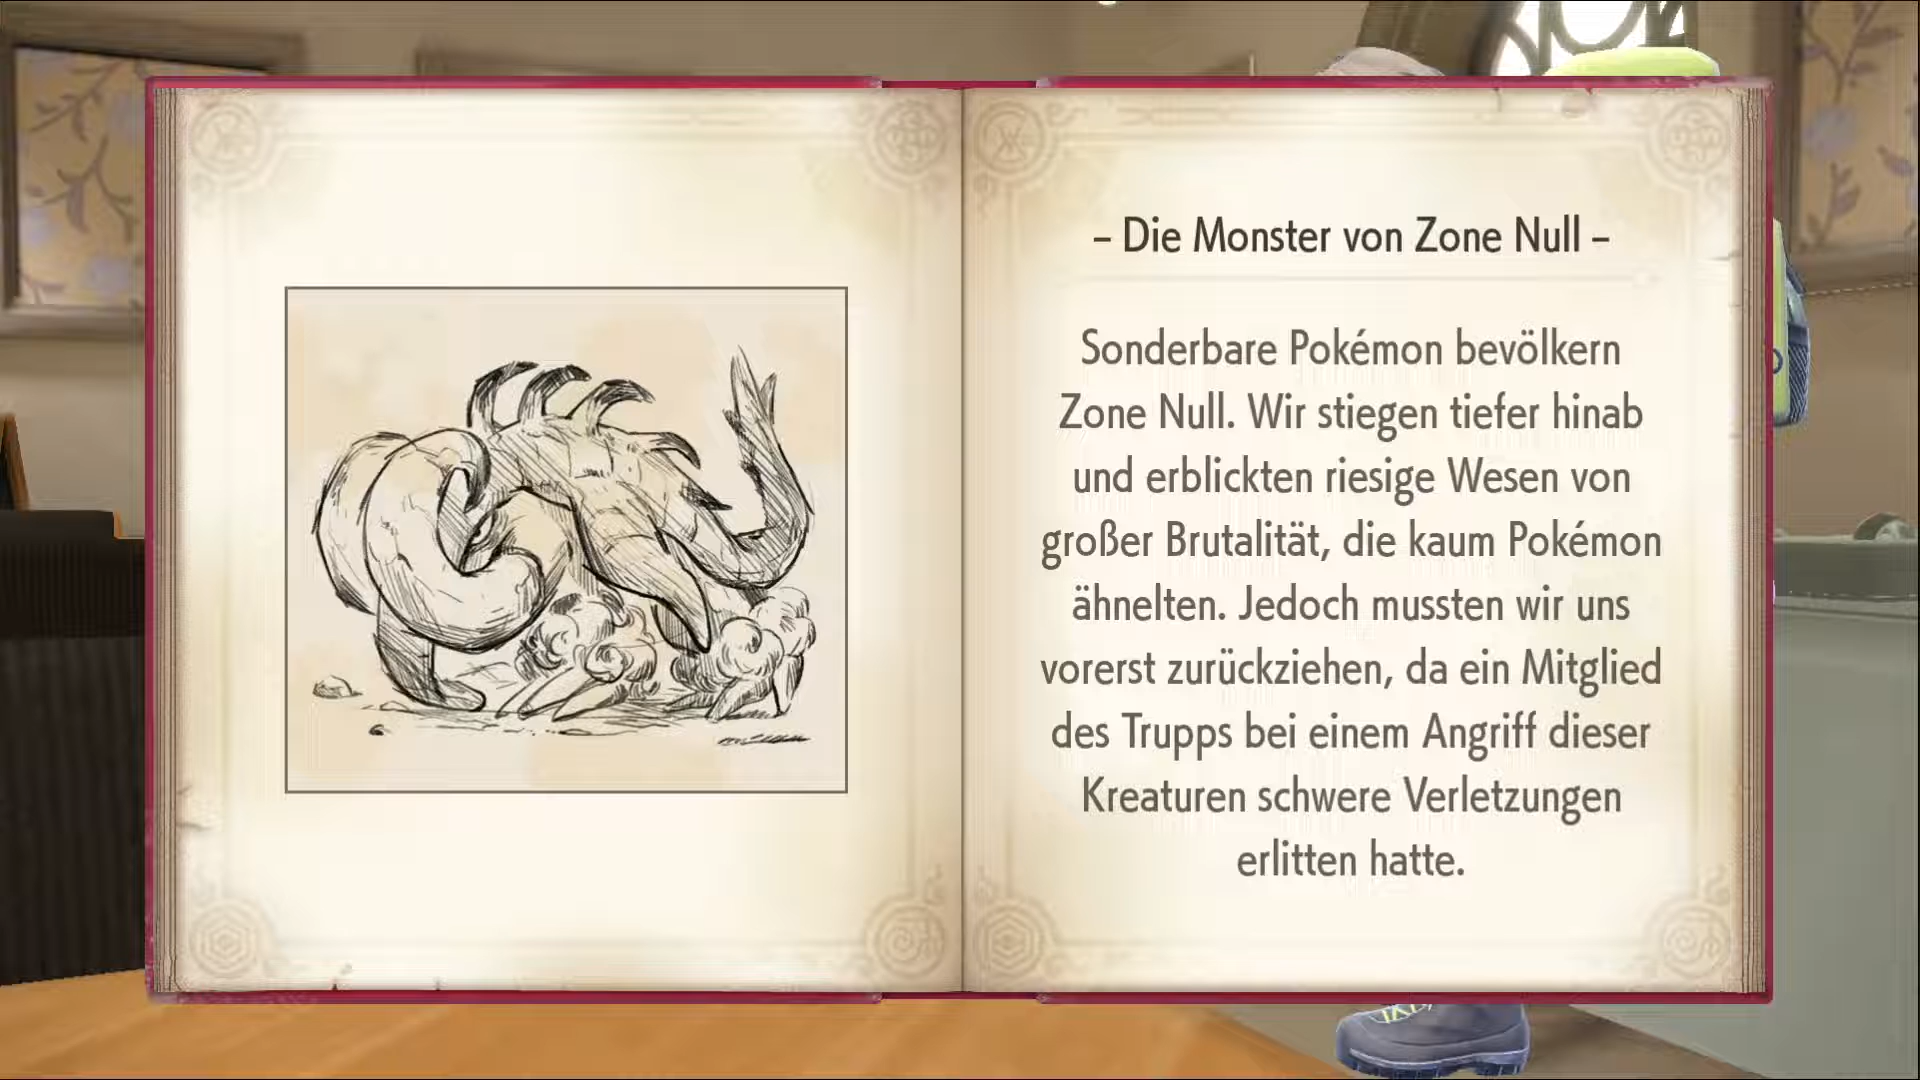 – Die Monster von Zone Null –
Sonderbare Pokémon bevölkern
Zone Null. Wir stiegen tiefer hinab
und erblickten riesige Wesen von
großer Brutalität, die kaum Pokémon
ähnelten. Jedoch mussten wir uns
vorerst zurückziehen, da ein Mitglied
des Trupps bei einem Angriff dieser
Kreaturen schwere Verletzungen
erlitten hatte.